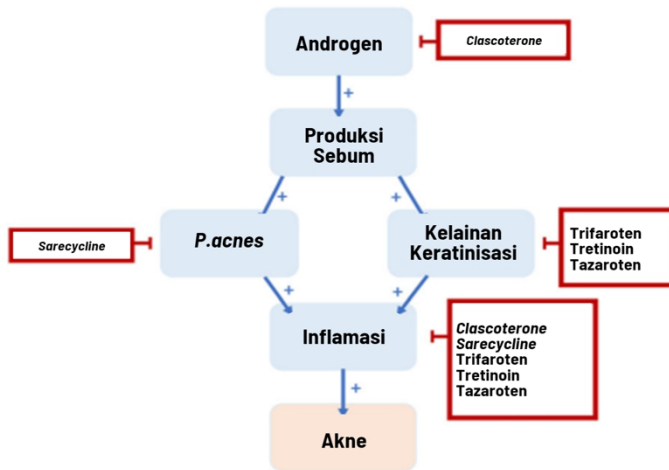 Androgen
Clascoterone
+
Produksi
Sebum
+
+
Sarecycline
P.acnes
Kelainan
Keratinisasi
Trifaroten
Tretinoin
Tazaroten
+
+
Inflamasi
Clascoterone
Sarecycline
Trifaroten
Tretinoin
Tazaroten
+
Akne